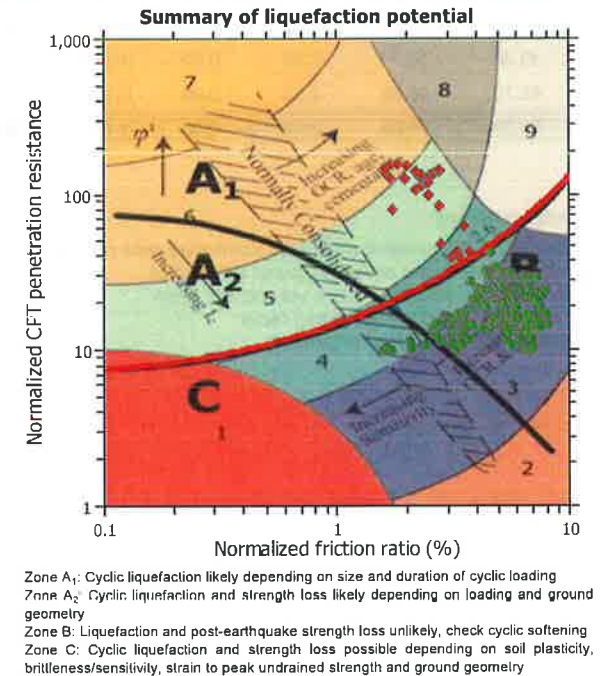 Summary of liquefaction potential
Normalized CPT penetration resistance
1,000
100
10
1
7
8
9
φ'
A₁
Increasing
OCR, age
Normally Consolidated
6
A₂
Increasing
5
B
4
3
C
1
Increasing
Sensitivity
2
0.1
1
10
Normalized friction ratio (%)
Zone A₁: Cyclic liquefaction likely depending on size and duration of cyclic loading
Zone A₂: Cyclic liquefaction and strength loss likely depending on loading and ground
geometry
Zone B: Liquefaction and post-earthquake strength loss unlikely, check cyclic softening
Zone C: Cyclic liquefaction and strength loss possible depending on soil plasticity,
brittleness/sensitivity, strain to peak undrained strength and ground geometry